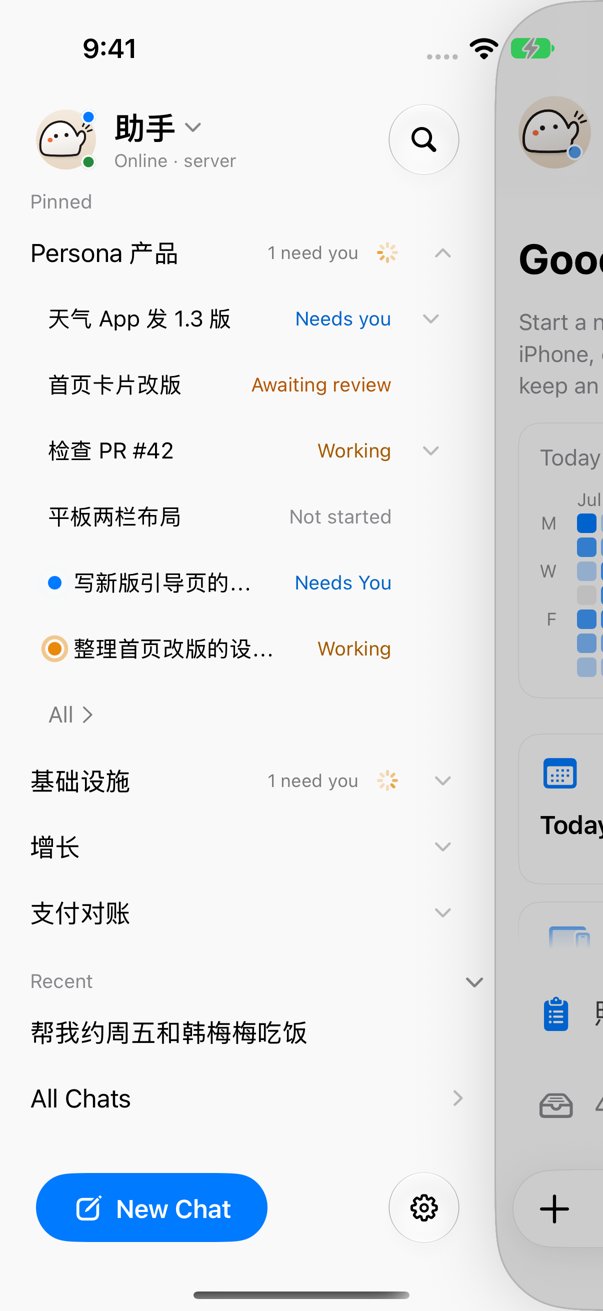 9:41
助手
Online · server
Pinned
Persona 产品 1 need you
天气 App 发 1.3 版 Needs you
首页卡片改版 Awaiting review
检查 PR #42 Working
平板两栏布局 Not started
写新版引导页的… Needs You
整理首页改版的设… Working
All
基础设施 1 need you
增长
支付对账
Recent
帮我约周五和韩梅梅吃饭
All Chats
New Chat
Start a
iPhone,
keep an
Today
Jul
M
W
F
Today